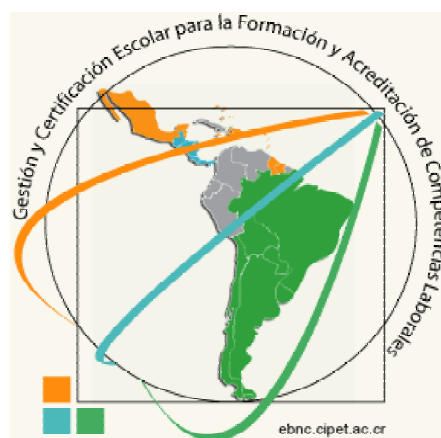 Gestión y Certificación Escolar para la Formación y Acreditación de Competencias Laborales
ebnc.cipet.ac.cr